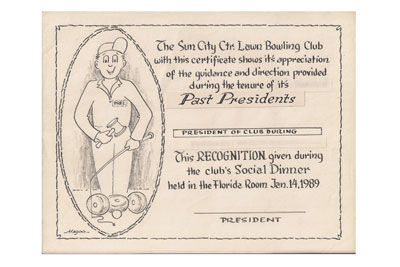 The Sun City Ctr. Lawn Bowling Club
with this certificate shows its appreciation
of the guidance and direction provided
during the tenure of its
Past Presidents
PRES.
PRESIDENT OF CLUB DURING
This RECOGNITION given during
the club's Social Dinner
held in the Florida Room Jan. 14, 1989
PRESIDENT